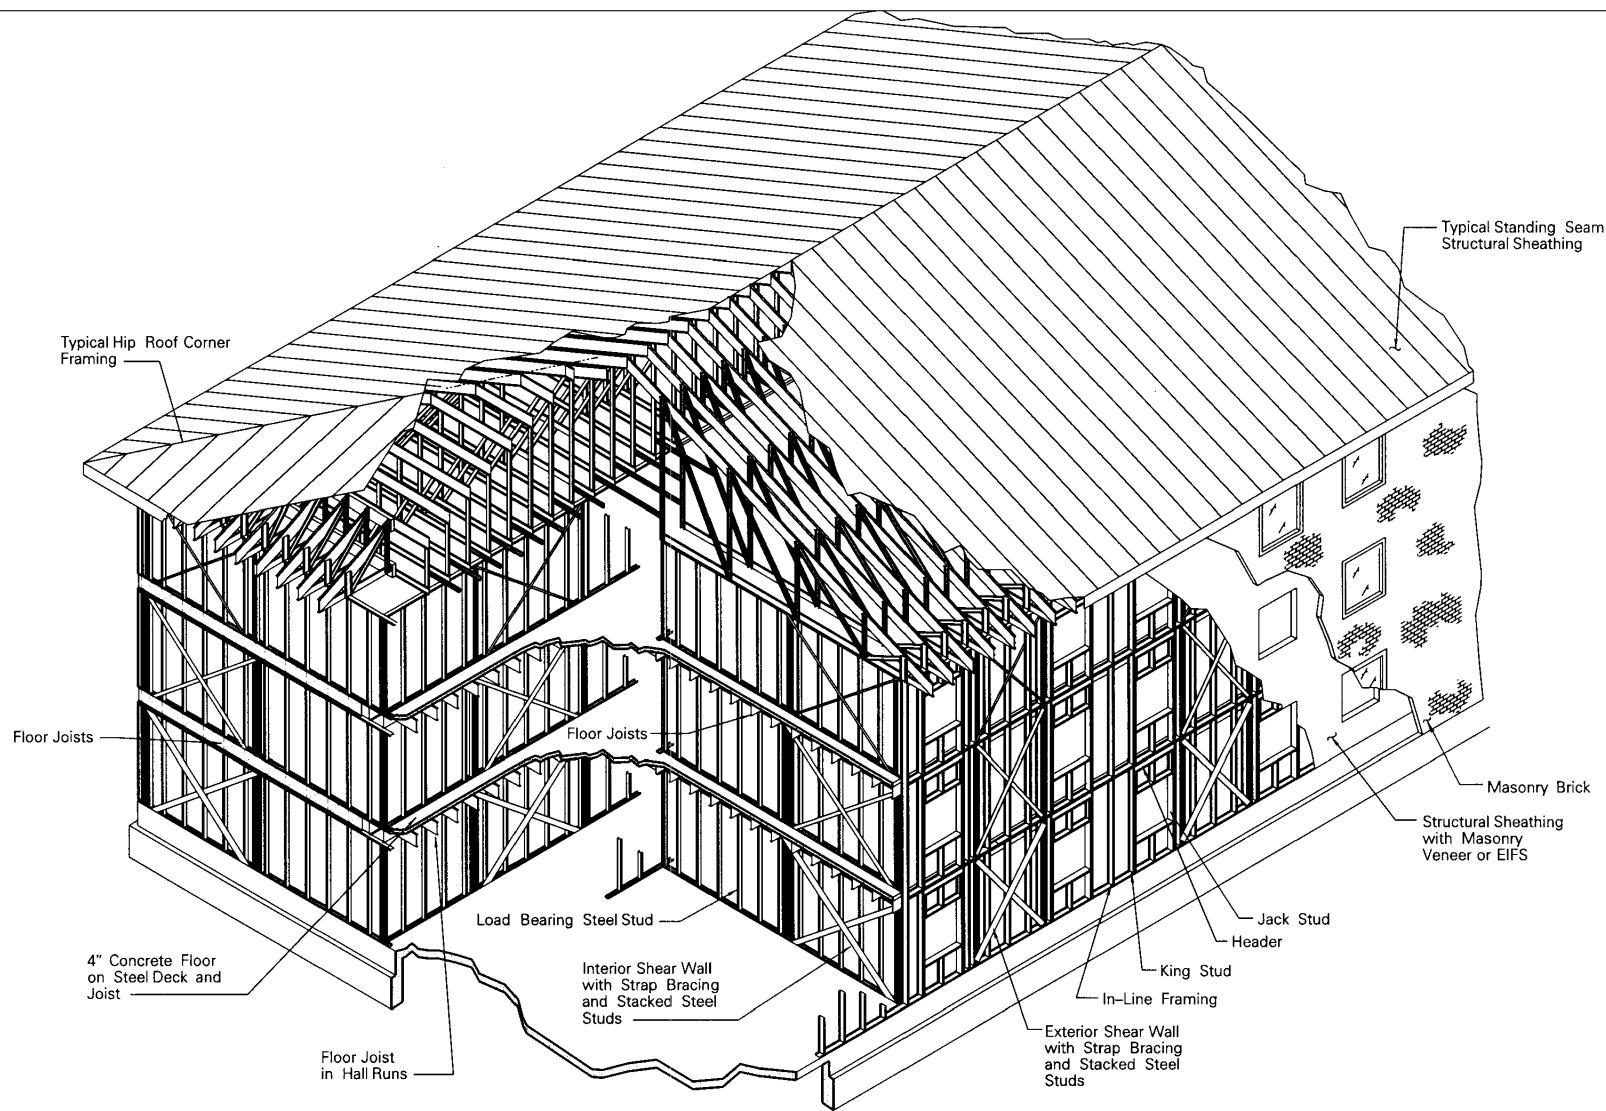 Typical Standing Seam
Structural Sheathing
Typical Hip Roof Corner
Framing
Floor Joists
Floor Joists
Masonry Brick
Structural Sheathing
with Masonry
Veneer or EIFS
Load Bearing Steel Stud
Jack Stud
Header
4" Concrete Floor
on Steel Deck and
Joist
Interior Shear Wall
with Strap Bracing
and Stacked Steel
Studs
King Stud
In-Line Framing
Exterior Shear Wall
with Strap Bracing
and Stacked Steel
Studs
Floor Joist
in Hall Runs